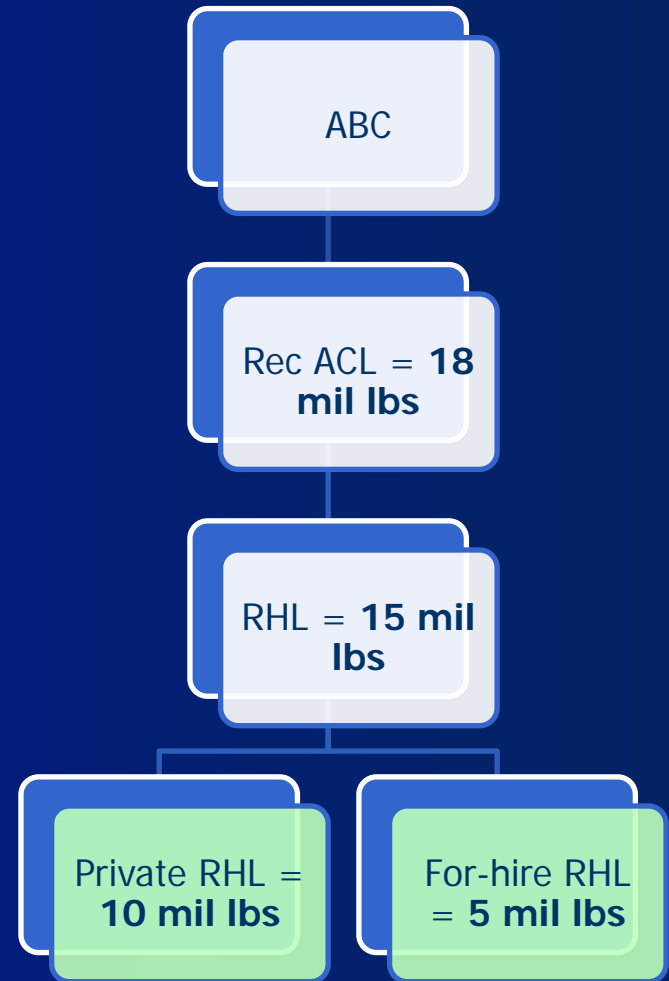 ABC
Rec ACL = 18
mil lbs
RHL = 15 mil
lbs
Private RHL =
10 mil lbs
For-hire RHL
= 5 mil lbs